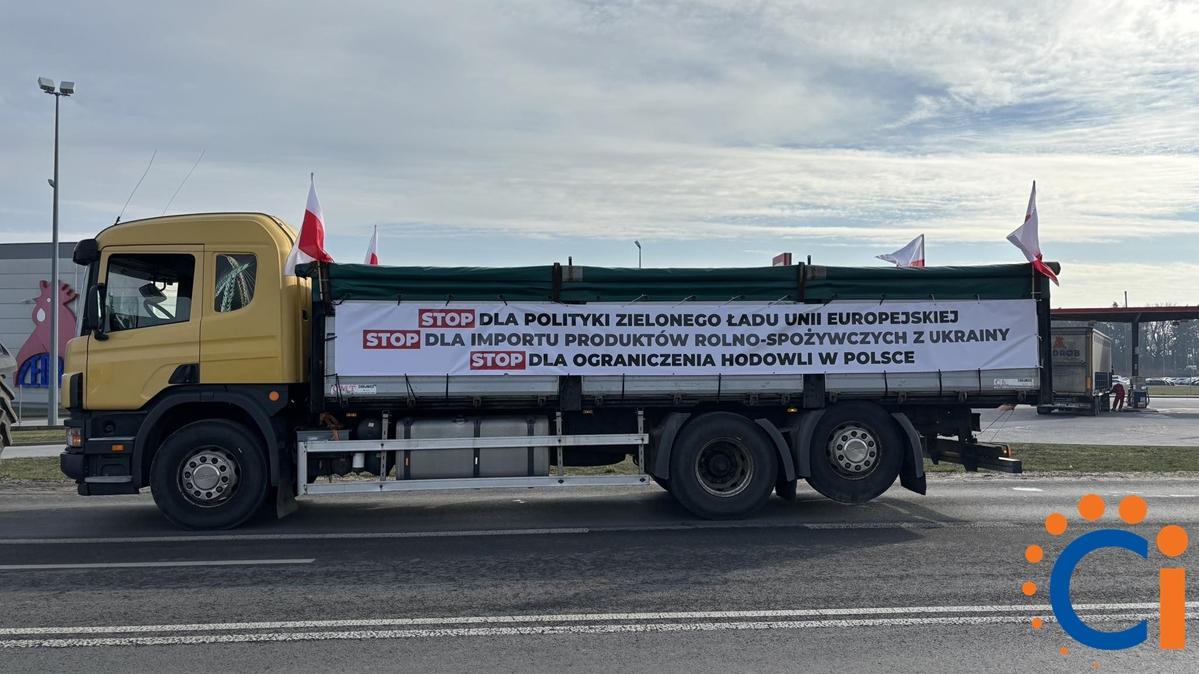 STOP DLA POLITYKI ZIELONEGO ŁADU UNII EUROPEJSKIEJ
STOP DLA IMPORTU PRODUKTÓW ROLNO-SPOŻYWCZYCH Z UKRAINY
STOP DLA OGRANICZENIA HODOWLI W POLSCE
Ci